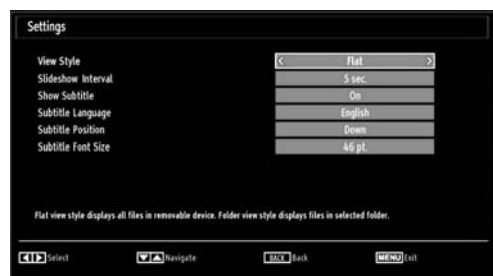 Settings
View Style < Flat >
Slideshow Interval 5 sec.
Show Subtitle On
Subtitle Language English
Subtitle Position Down
Subtitle Font Size 46 pt.
Flat view style displays all files in removable device. Folder view style displays files in selected folder.
Select Navigate BACK Back MENU Exit